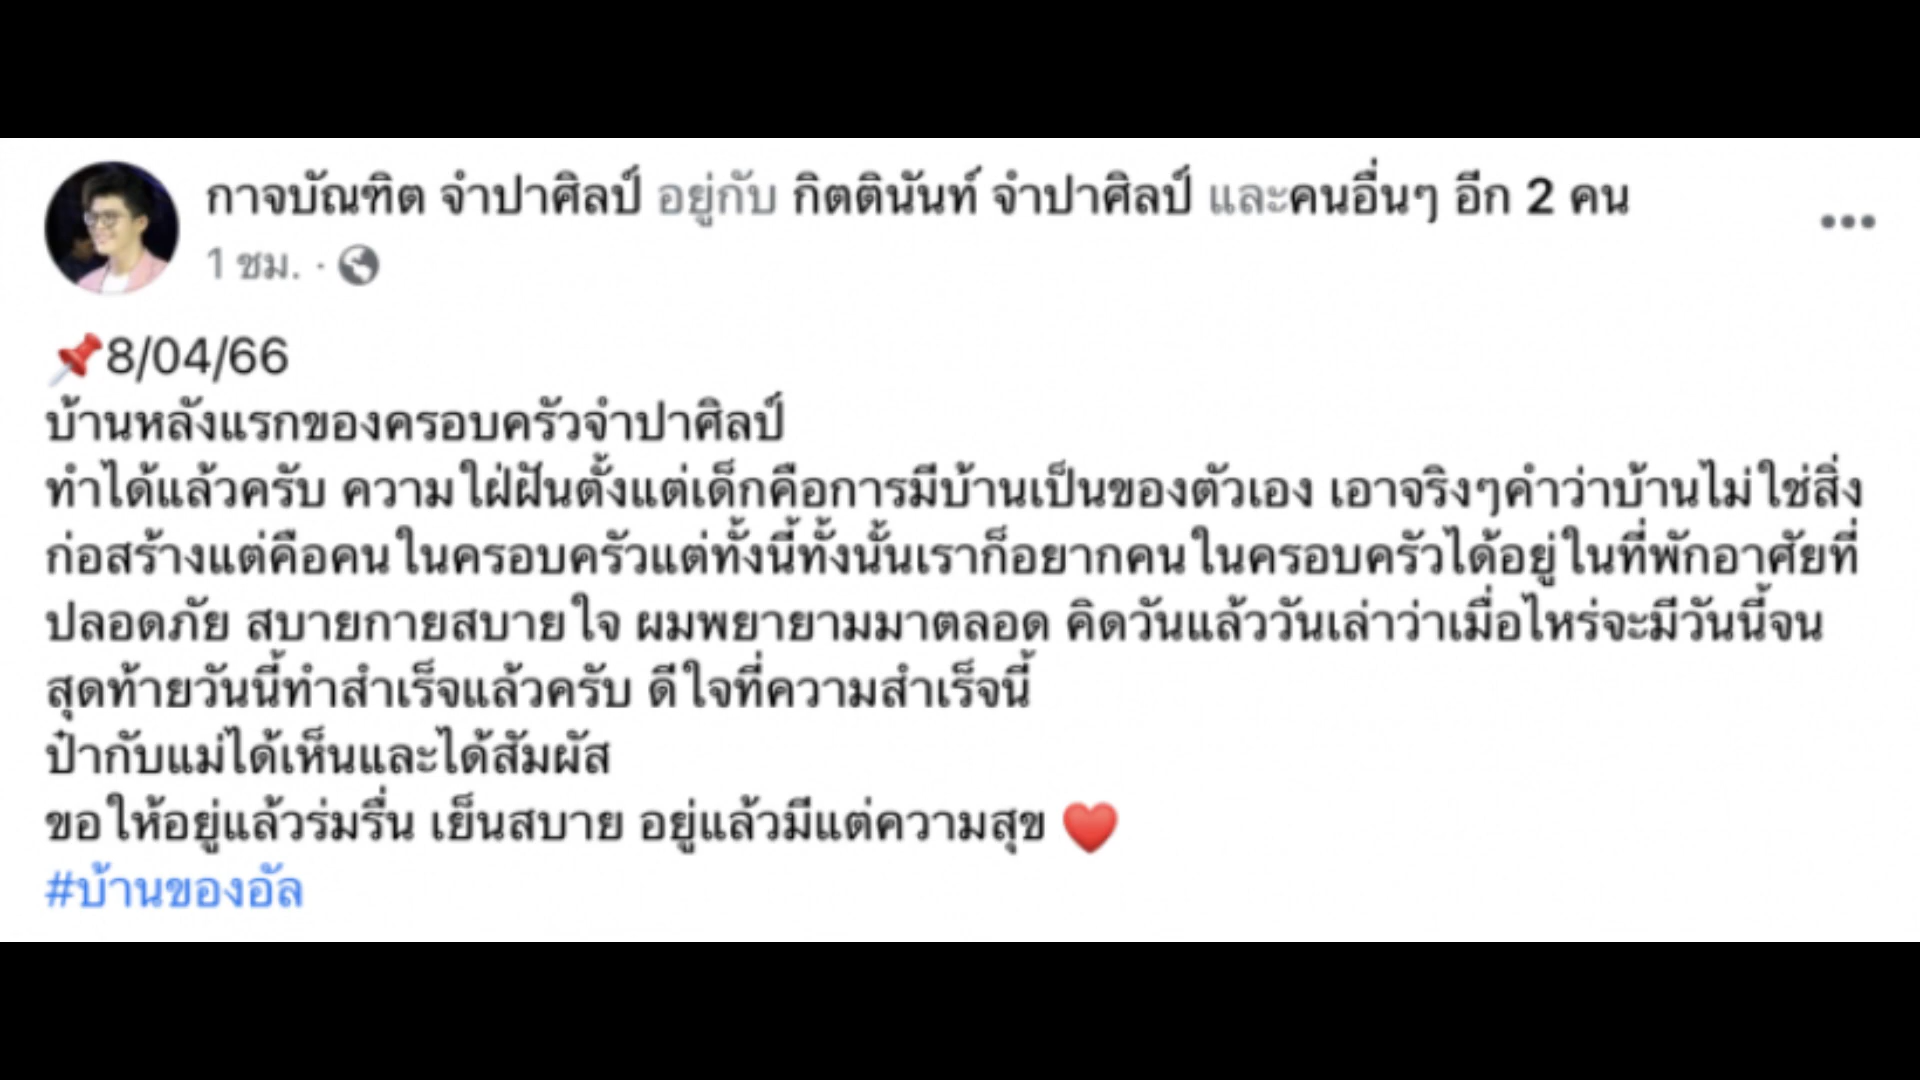 กาจบัณฑิต จำปาศิลป์ อยู่กับ กิตตินันท์ จำปาศิลป์ และคนอื่นๆ อีก 2 คน
1 ชม. ·
📌8/04/66
บ้านหลังแรกของครอบครัวจำปาศิลป์
ทำได้แล้วครับ ความใฝ่ฝันตั้งแต่เด็กคือการมีบ้านเป็นของตัวเอง เอาจริงๆคำว่าบ้านไม่ใช่สิ่ง
ก่อสร้างแต่คือคนในครอบครัวแต่ทั้งนี้ทั้งนั้นเราก็อยากคนในครอบครัวได้อยู่ในที่พักอาศัยที่
ปลอดภัย สบายกายสบายใจ ผมพยายามมาตลอด คิดวันแล้ววันเล่าว่าเมื่อไหร่จะมีวันนี้จน
สุดท้ายวันนี้ทำสำเร็จแล้วครับ ดีใจที่ความสำเร็จนี้
ป๋ากับแม่ได้เห็นและได้สัมผัส
ขอให้อยู่แล้วร่มรื่น เย็นสบาย อยู่แล้วมีแต่ความสุข ❤️
#บ้านของอัล